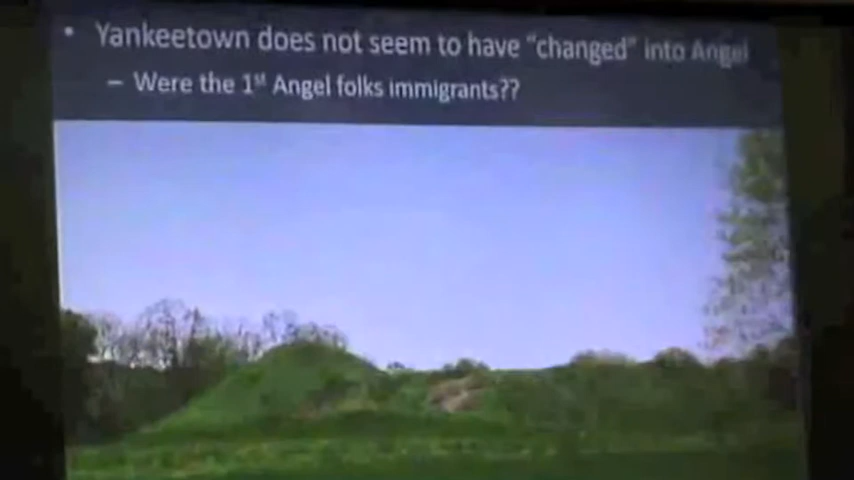 • Yankeetown does not seem to have “changed” into Angel
– Were the 1st Angel folks immigrants??